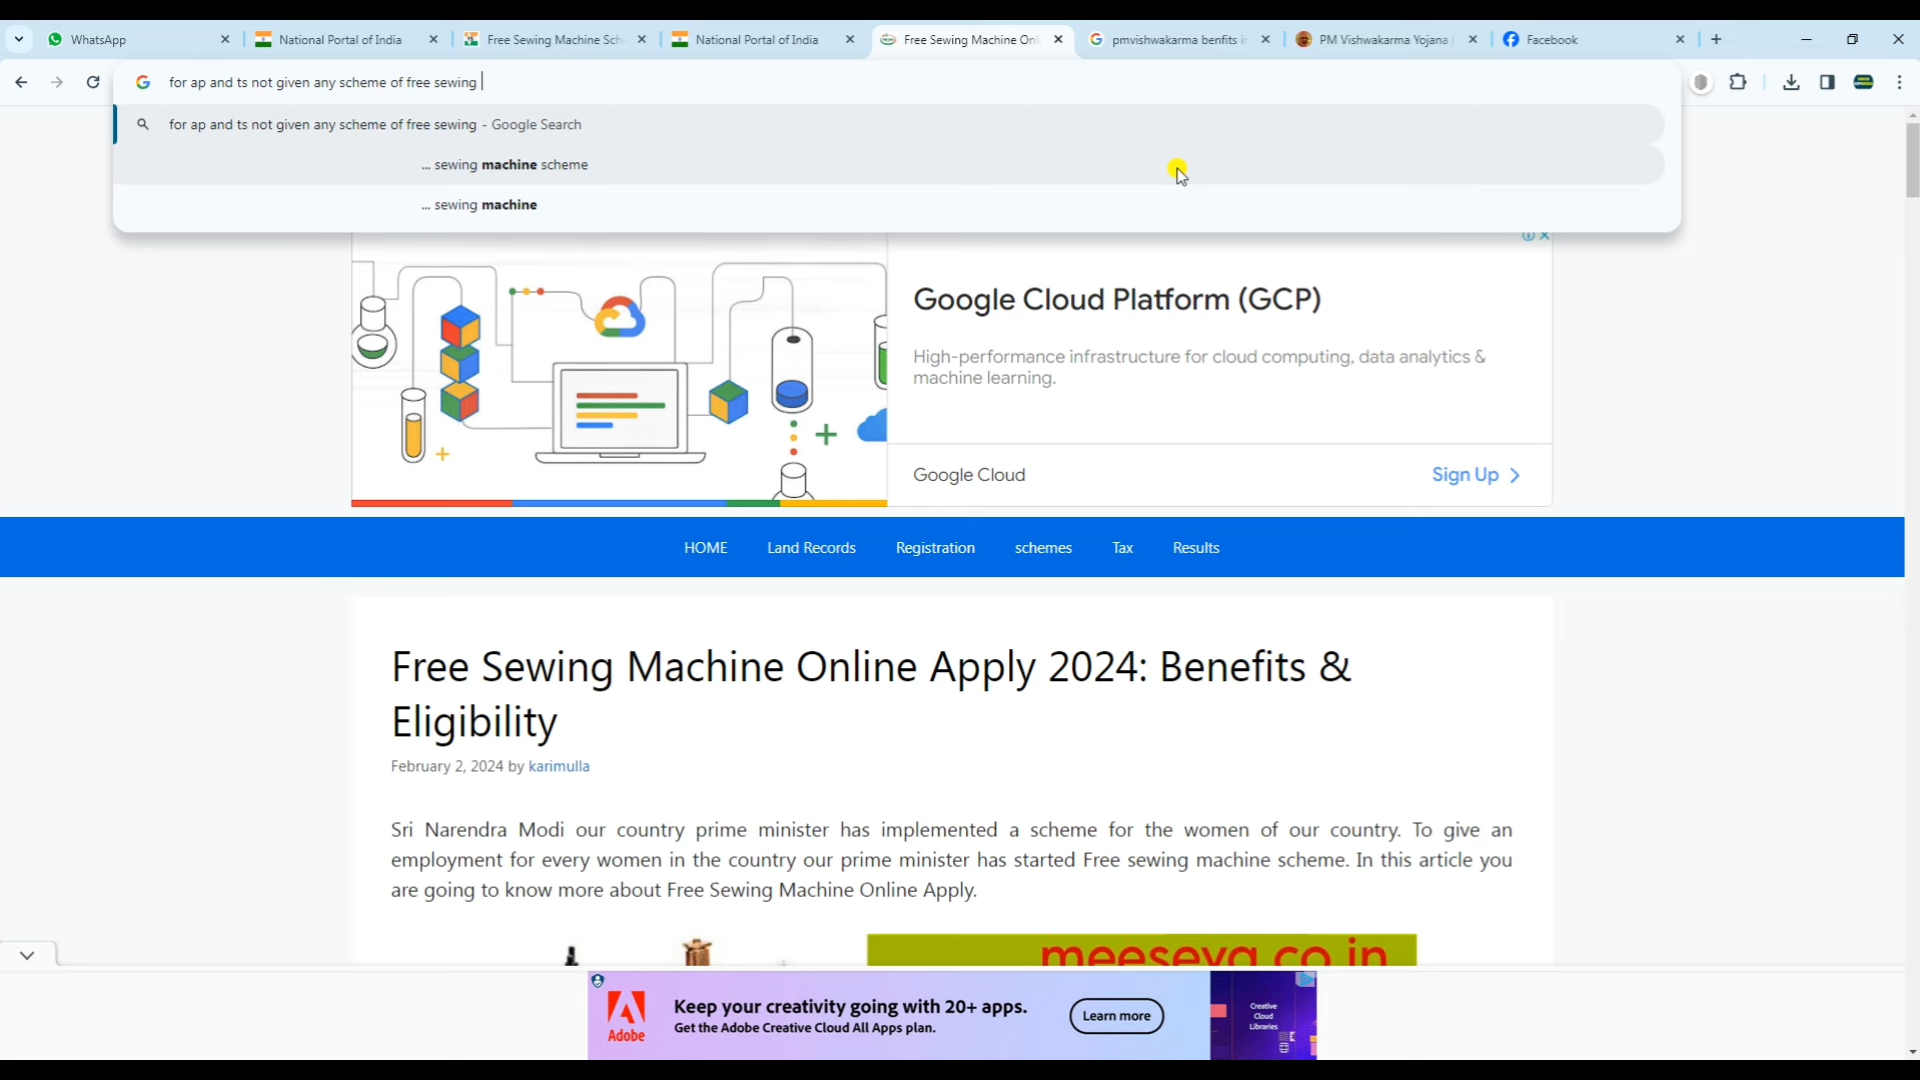 WhatsApp
National Portal of India
Free Sewing Machine Sch
National Portal of India
Free Sewing Machine Onl
pmvishwakarma benfits i
PM Vishwakarma Yojana
Facebook
for ap and ts not given any scheme of free sewing
for ap and ts not given any scheme of free sewing - Google Search
... sewing machine scheme
... sewing machine
Google Cloud Platform (GCP)
High-performance infrastructure for cloud computing, data analytics &
machine learning.
Google Cloud
Sign Up
HOME Land Records Registration schemes Tax Results
Free Sewing Machine Online Apply 2024: Benefits &
Eligibility
February 2, 2024 by karimulla
Sri Narendra Modi our country prime minister has implemented a scheme for the women of our country. To give an
employment for every women in the country our prime minister has started Free sewing machine scheme. In this article you
are going to know more about Free Sewing Machine Online Apply.
meeseva.co.in
Adobe
Keep your creativity going with 20+ apps.
Get the Adobe Creative Cloud All Apps plan.
Learn more
Creative
Cloud
Libraries